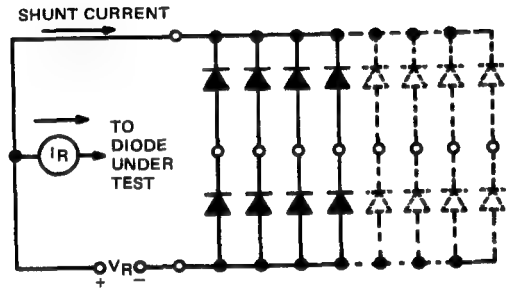 SHUNT CURRENT
IR
TO
DIODE
UNDER
TEST
VR
+ −